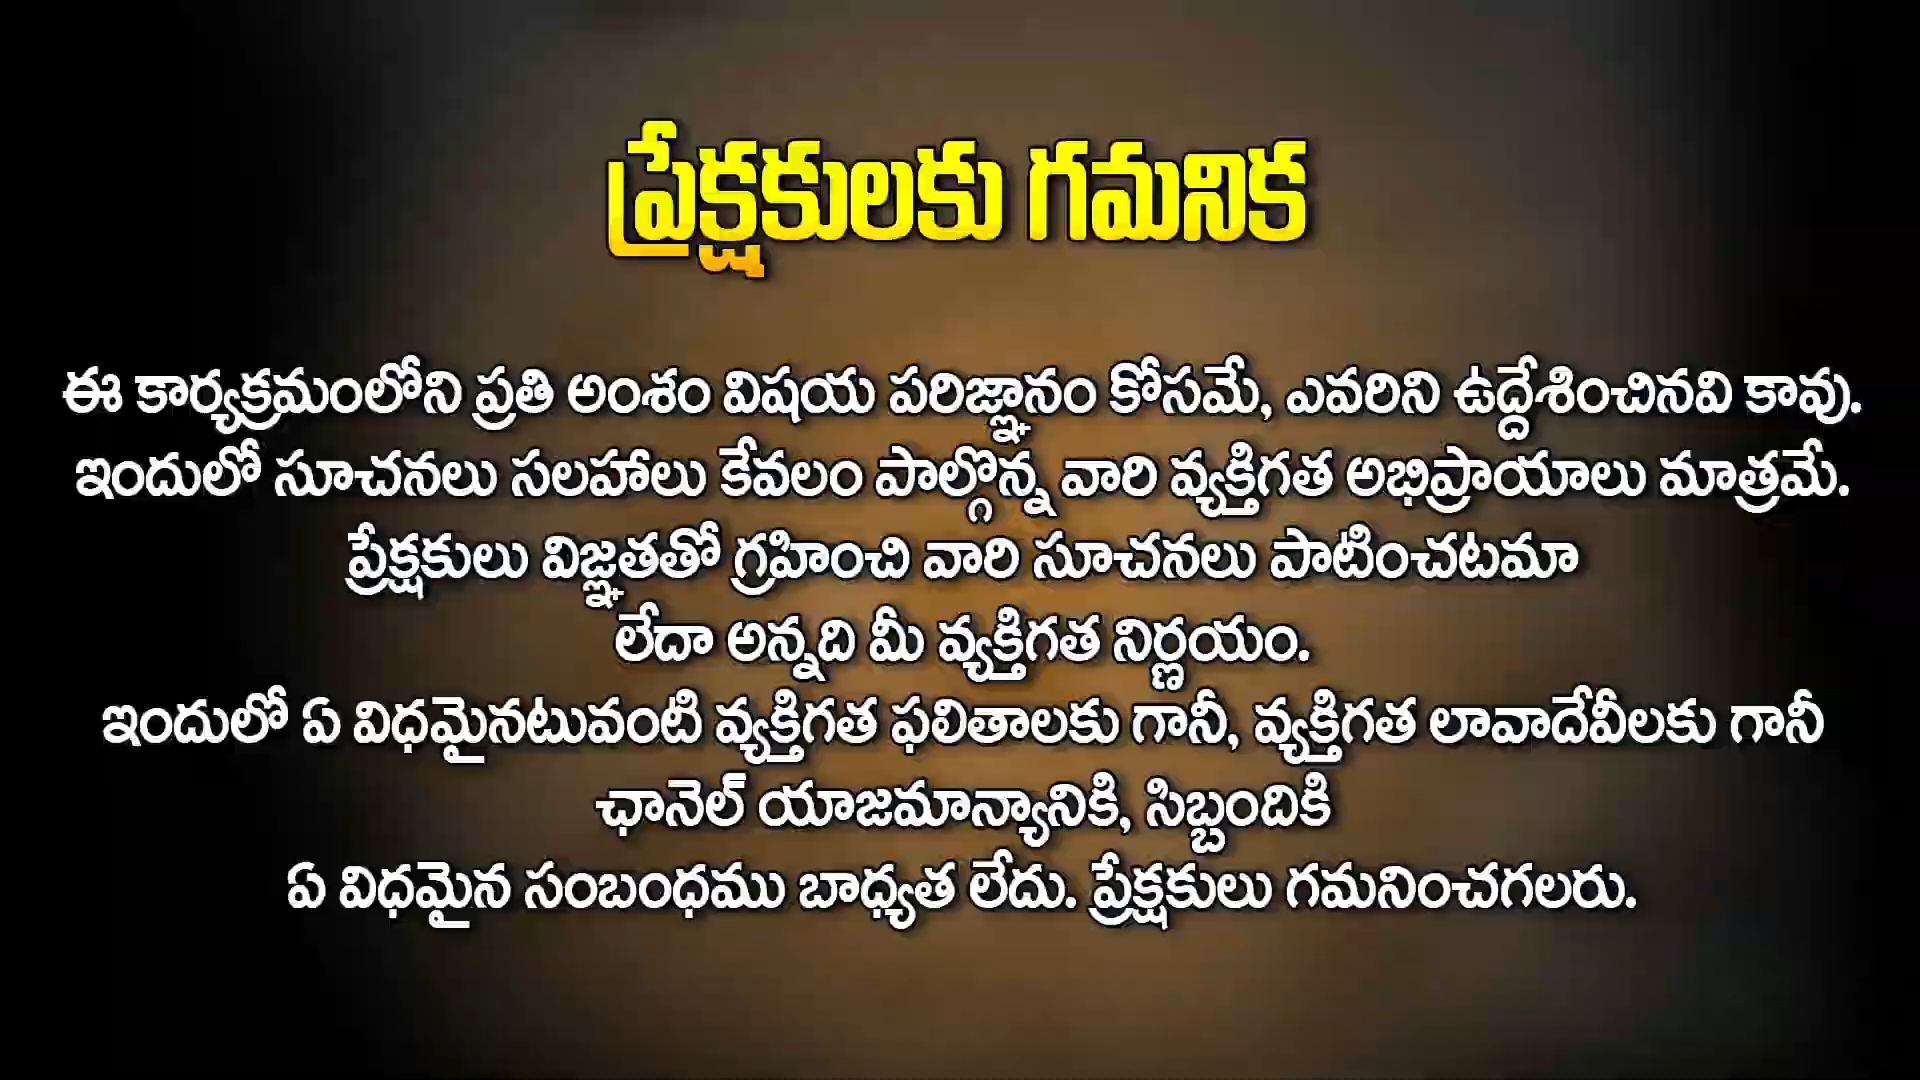 ప్రేక్షకులకు గమనిక
ఈ కార్యక్రమంలోని ప్రతి అంశం విషయ పరిజ్ఞానం కోసమే, ఎవరిని ఉద్దేశించినవి కావు.
ఇందులో సూచనలు సలహాలు కేవలం పాల్గొన్న వారి వ్యక్తిగత అభిప్రాయాలు మాత్రమే.
ప్రేక్షకులు విజ్ఞతతో గ్రహించి వారి సూచనలు పాటించటమా
లేదా అన్నది మీ వ్యక్తిగత నిర్ణయం.
ఇందులో ఏ విధమైనటువంటి వ్యక్తిగత ఫలితాలకు గానీ, వ్యక్తిగత లావాదేవీలకు గానీ
ఛానెల్ యాజమాన్యానికి, సిబ్బందికి
ఏ విధమైన సంబంధము బాధ్యత లేదు. ప్రేక్షకులు గమనించగలరు.